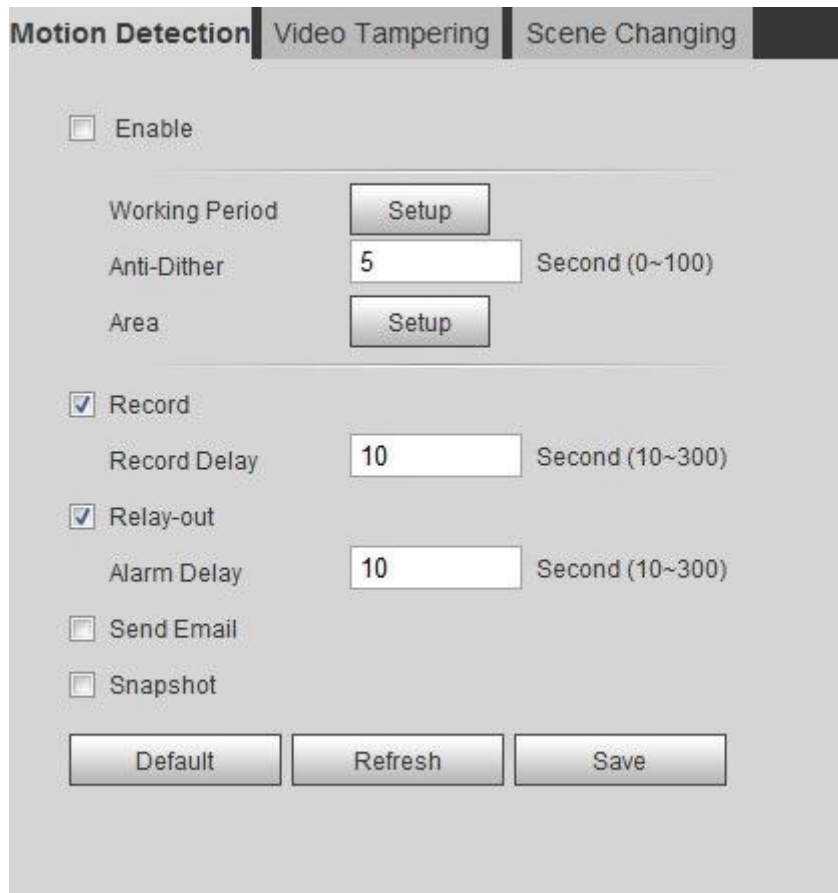 Motion Detection Video Tampering Scene Changing
Enable
Working Period Setup
Anti-Dither 5 Second (0~100)
Area Setup
Record
Record Delay 10 Second (10~300)
Relay-out
Alarm Delay 10 Second (10~300)
Send Email
Snapshot
Default Refresh Save